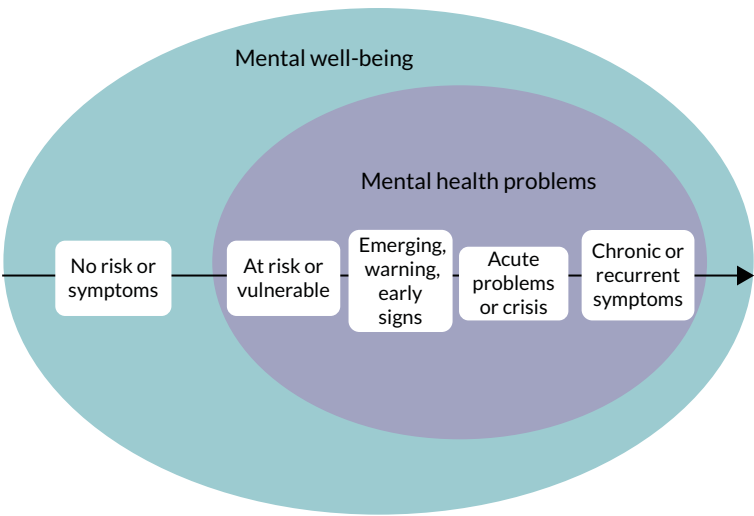 Mental well-being
Mental health problems
No risk or
symptoms
At risk or
vulnerable
Emerging,
warning,
early
signs
Acute
problems
or crisis
Chronic or
recurrent
symptoms